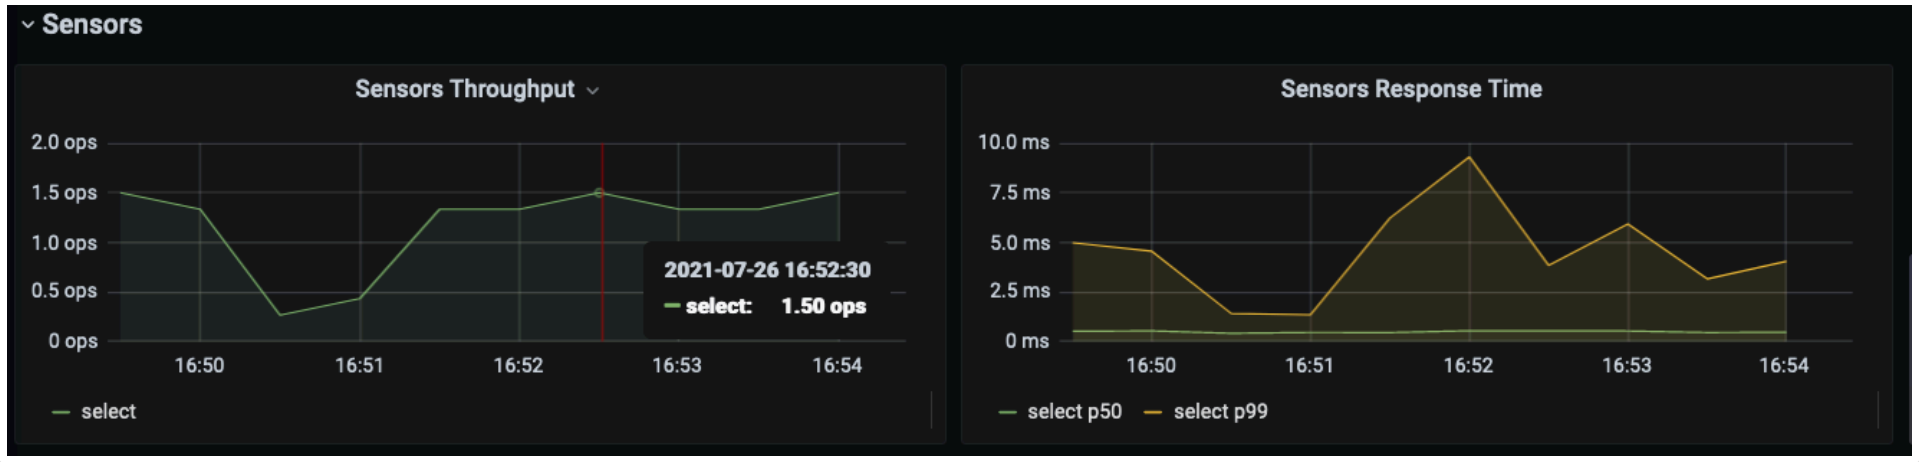 Sensors
Sensors Throughput
2.0 ops
1.5 ops
1.0 ops
0.5 ops
0 ops
16:50 16:51 16:52 16:53 16:54
2021-07-26 16:52:30
select: 1.50 ops
select
Sensors Response Time
10.0 ms
7.5 ms
5.0 ms
2.5 ms
0 ms
16:50 16:51 16:52 16:53 16:54
select p50 select p99